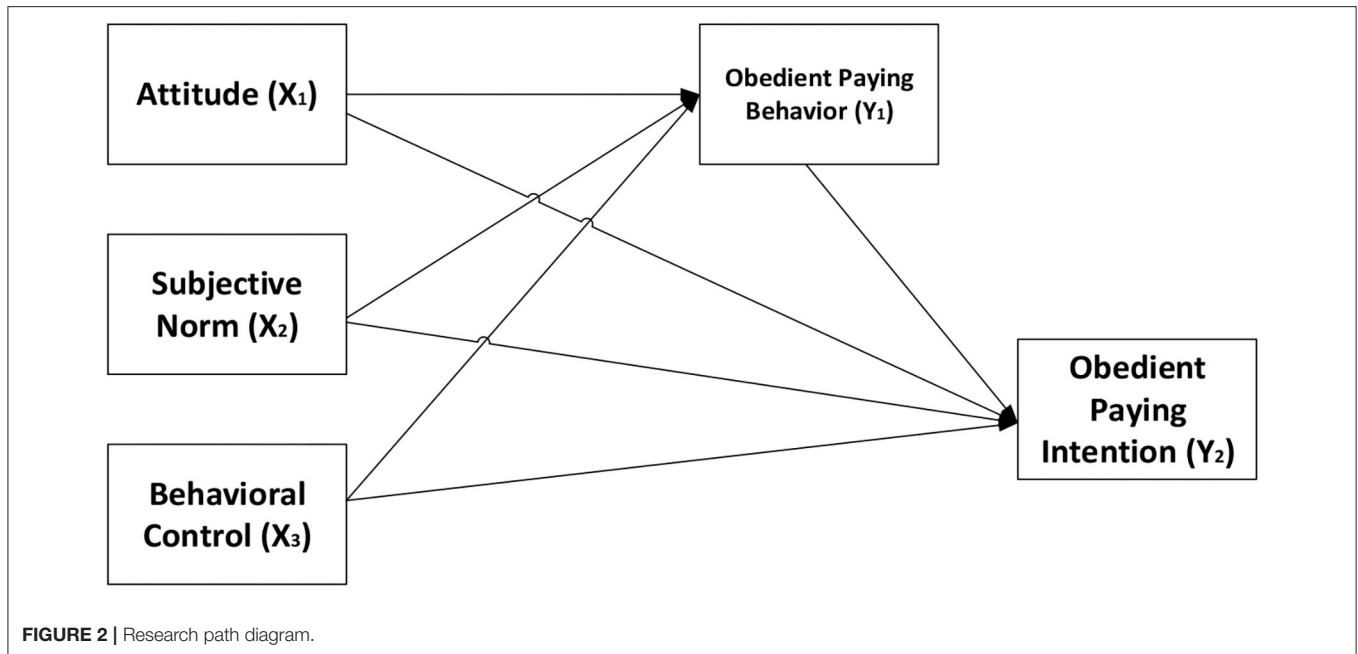 Attitude (X₁)
Obedient Paying
Behavior (Y₁)
Subjective
Norm (X₂)
Obedient
Paying
Intention (Y₂)
Behavioral
Control (X₃)
FIGURE 2 | Research path diagram.